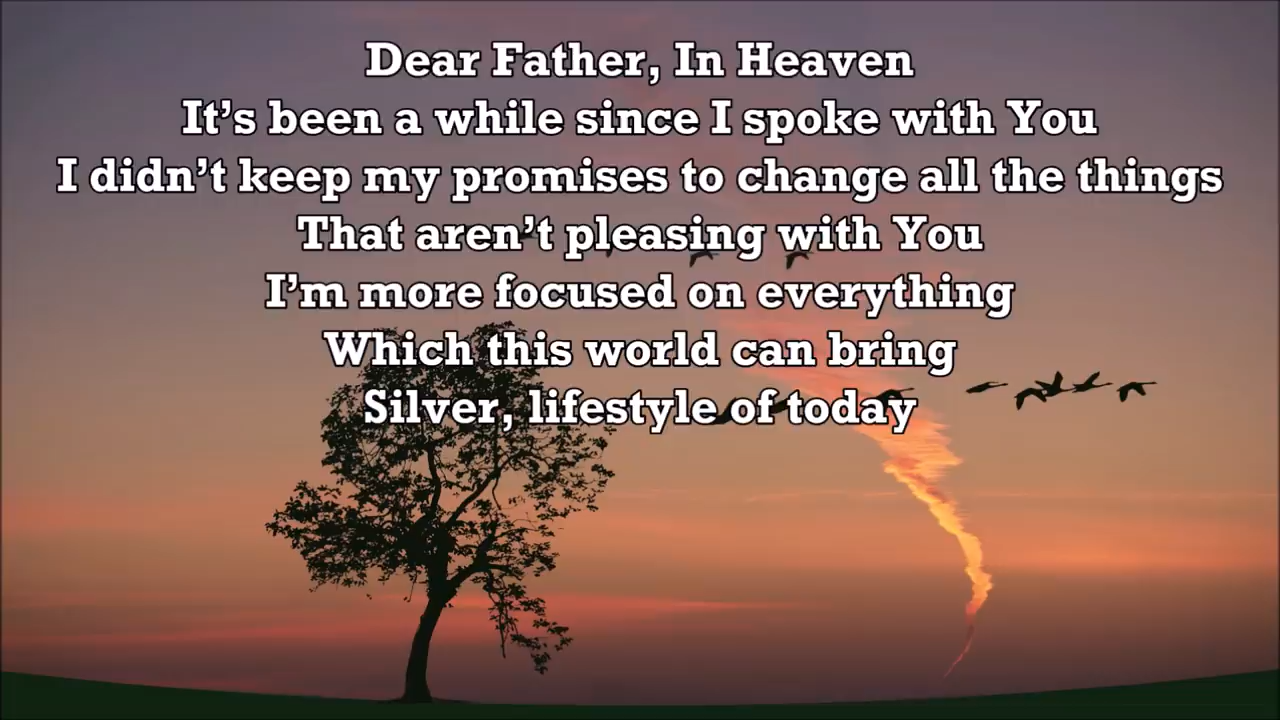 Dear Father, In Heaven
It’s been a while since I spoke with You
I didn’t keep my promises to change all the things
That aren’t pleasing with You
I’m more focused on everything
Which this world can bring
Silver, lifestyle of today